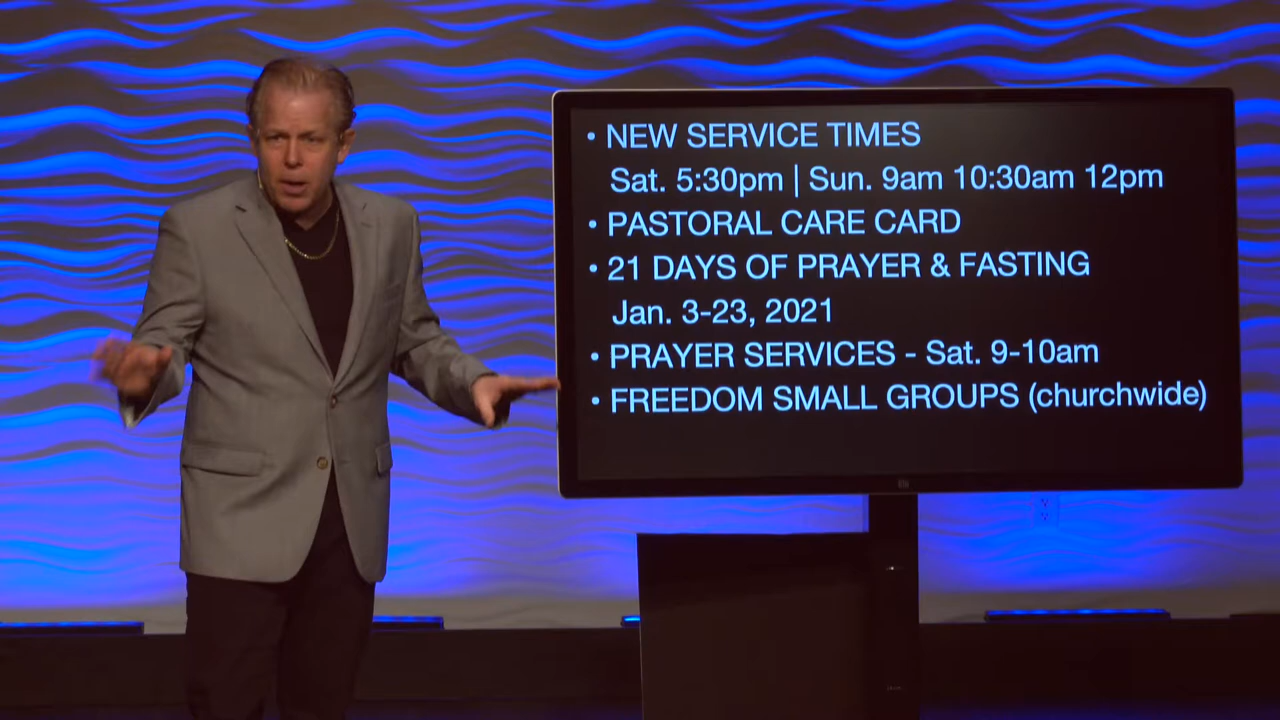 • NEW SERVICE TIMES
Sat. 5:30pm | Sun. 9am 10:30am 12pm
• PASTORAL CARE CARD
• 21 DAYS OF PRAYER & FASTING
Jan. 3-23, 2021
• PRAYER SERVICES - Sat. 9-10am
• FREEDOM SMALL GROUPS (churchwide)